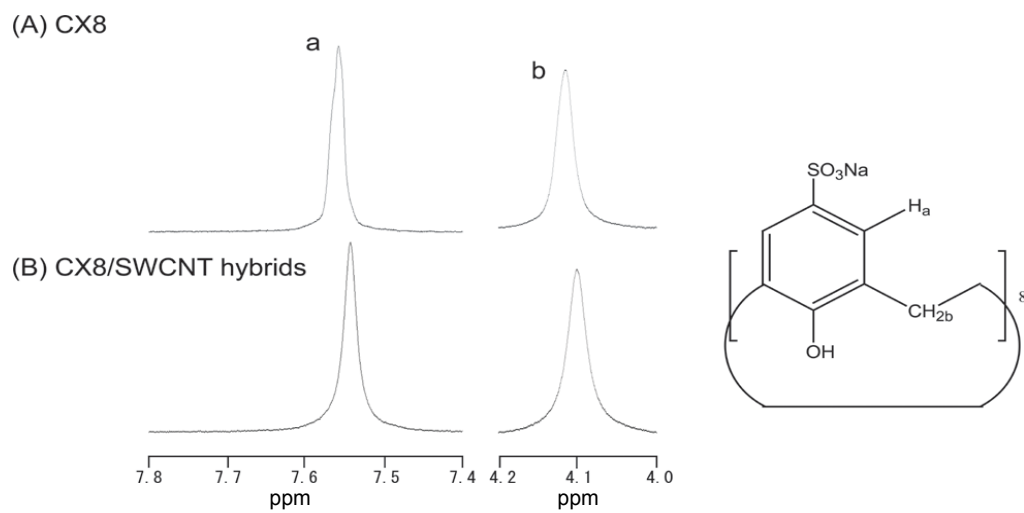 (A) CX8
a
b
SO3Na
Ha
(B) CX8/SWCNT hybrids
8
CH2b
OH
7.8 7.7 7.6 7.5 7.4 4.2 4.1 4.0
ppm ppm